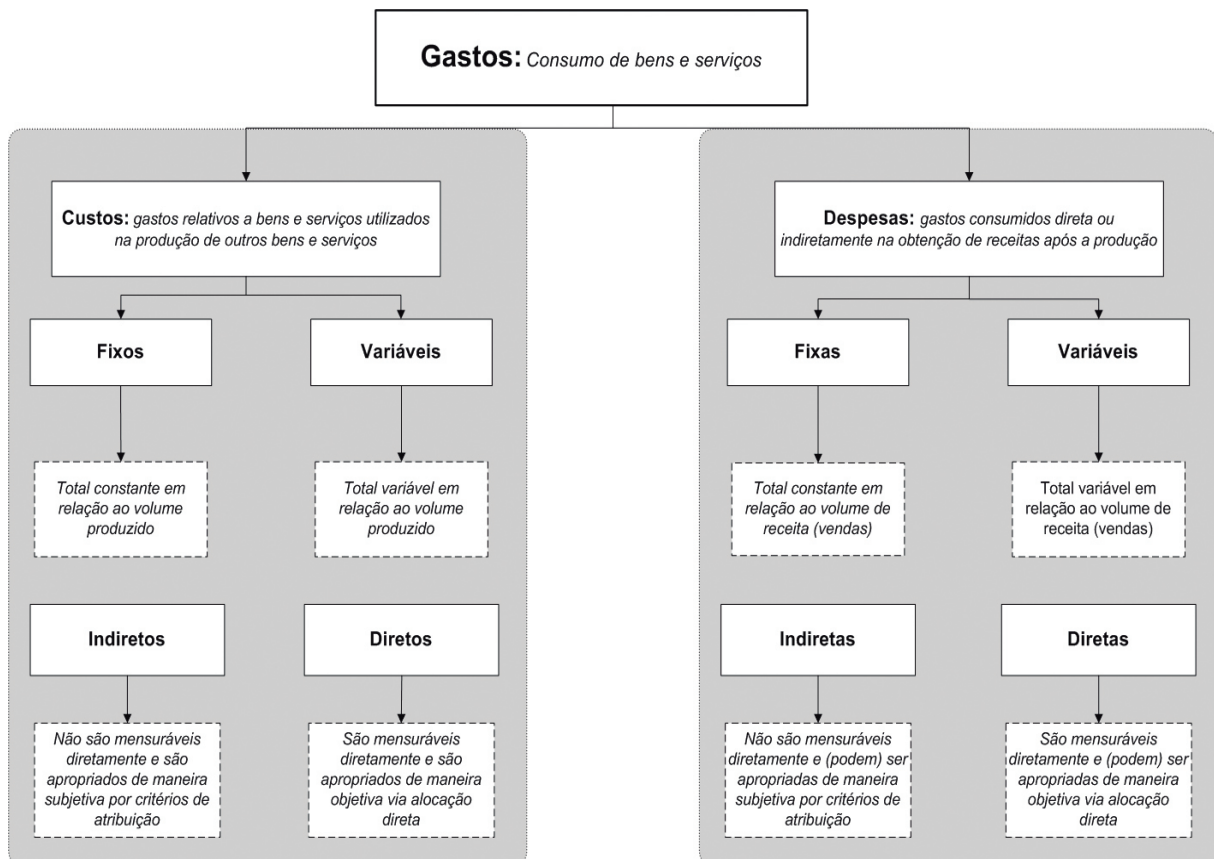 Gastos: Consumo de bens e serviços
Custos: gastos relativos a bens e serviços utilizados
na produção de outros bens e serviços
Fixos
Variáveis
Total constante em
relação ao volume
produzido
Total variável em
relação ao volume
produzido
Indiretos
Diretos
Não são mensuráveis
diretamente e são
apropriados de maneira
subjetiva por critérios de
atribuição
São mensuráveis
diretamente e são
apropriados de maneira
objetiva via alocação
direta
Despesas: gastos consumidos direta ou
indiretamente na obtenção de receitas após a produção
Fixas
Variáveis
Total constante em
relação ao volume de
receita (vendas)
Total variável em
relação ao volume de
receita (vendas)
Indiretas
Diretas
Não são mensuráveis
diretamente e (podem) ser
apropriadas de maneira
subjetiva por critérios de
atribuição
São mensuráveis
diretamente e (podem) ser
apropriadas de maneira
objetiva via alocação
direta